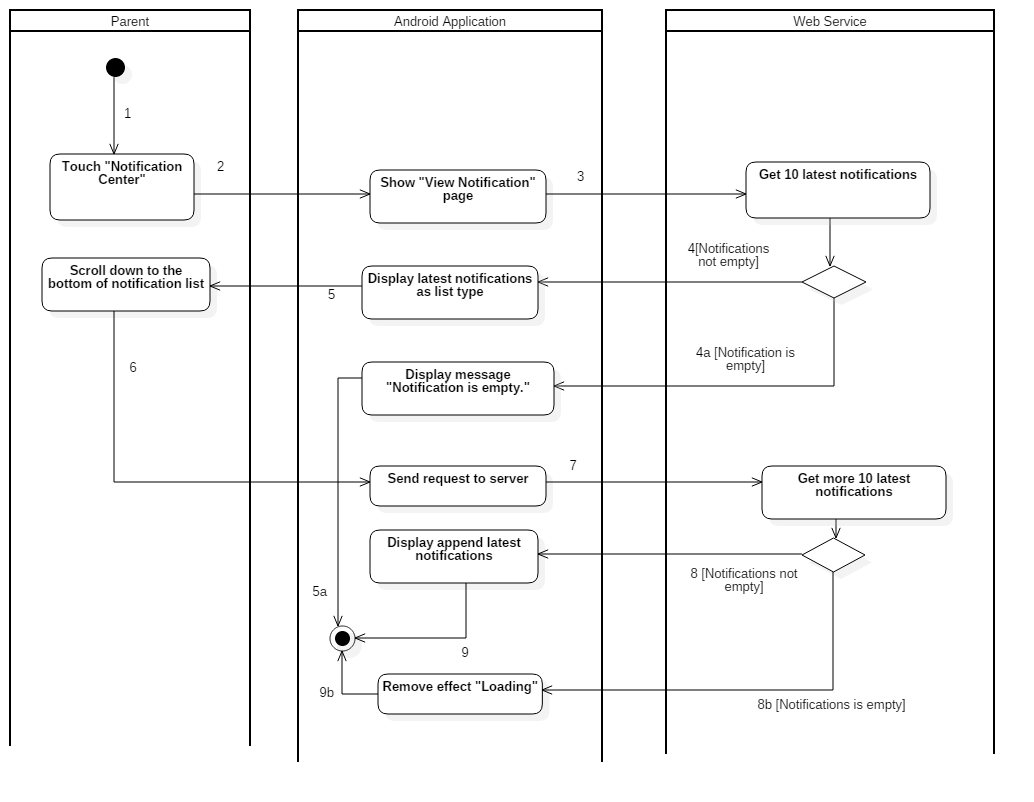 Parent
Android Application
Web Service
1
Touch "Notification
Center"
2
Show "View Notification"
page
3
Get 10 latest notifications
4[Notifications
not empty]
Scroll down to the
bottom of notification list
5
Display latest notifications
as list type
4a [Notification is
empty]
6
Display message
"Notification is empty."
Send request to server
7
Get more 10 latest
notifications
Display append latest
notifications
8 [Notifications not
empty]
5a
9
Remove effect "Loading"
9b
8b [Notifications is empty]